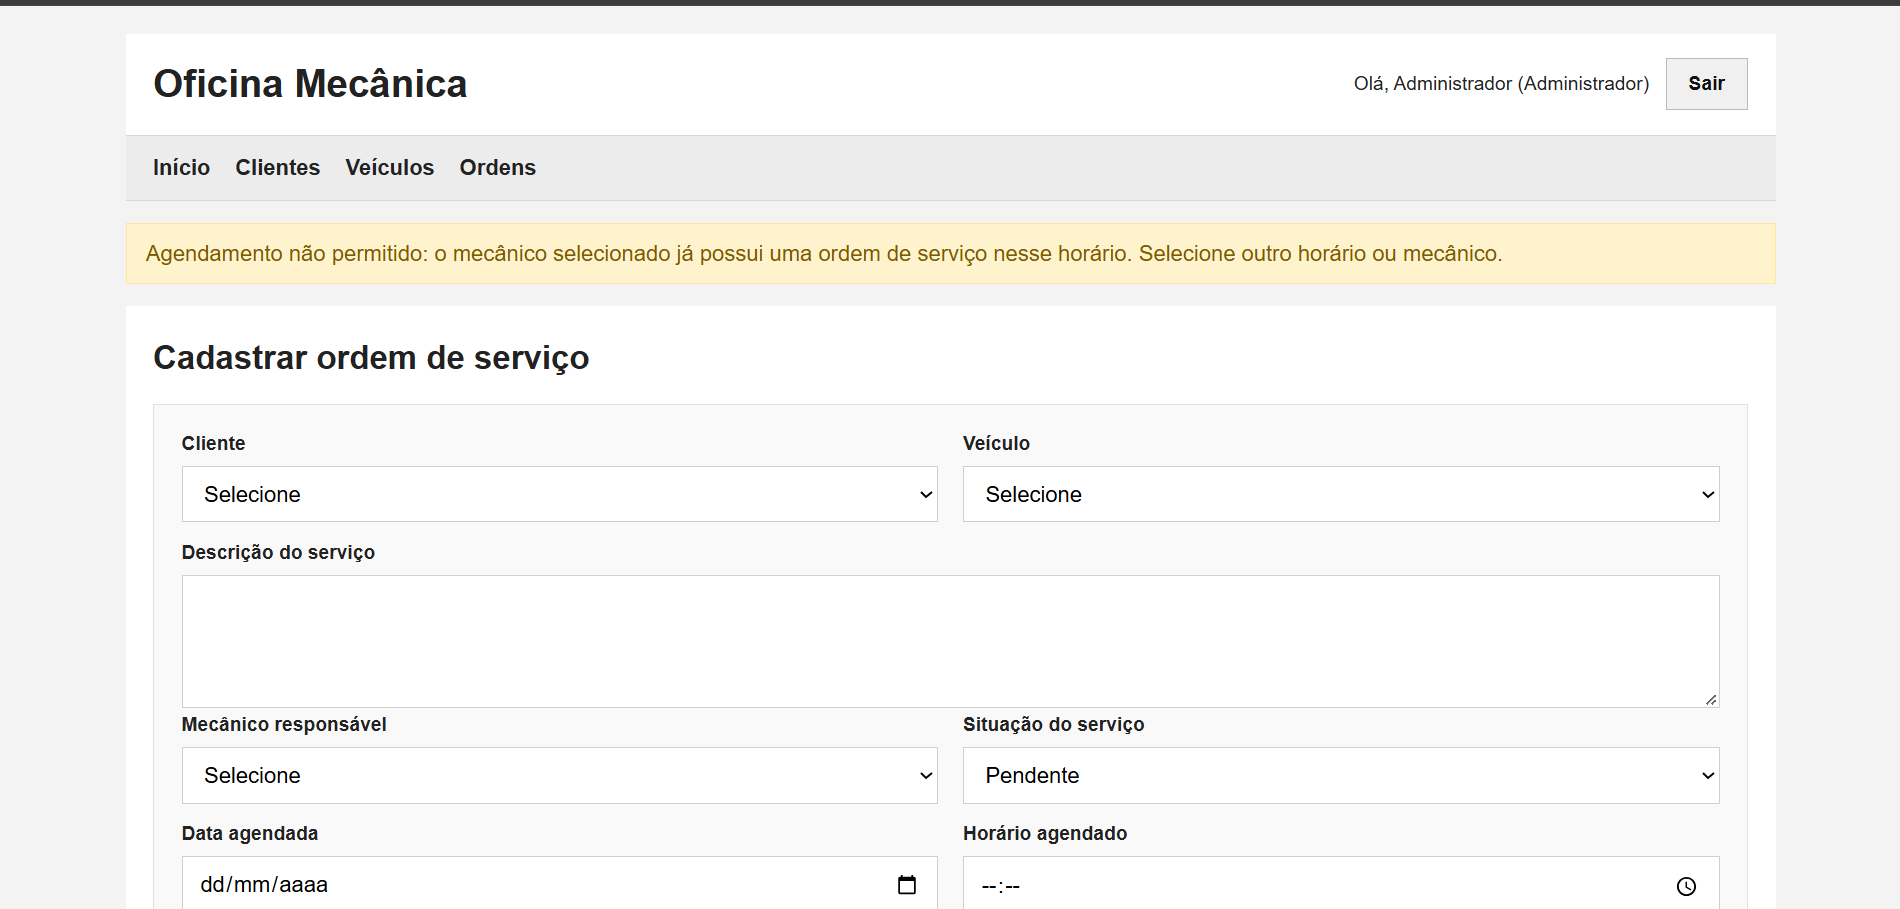 Oficina Mecânica
Olá, Administrador (Administrador)
Sair
Início Clientes Veículos Ordens
Agendamento não permitido: o mecânico selecionado já possui uma ordem de serviço nesse horário. Selecione outro horário ou mecânico.
Cadastrar ordem de serviço
Cliente
Veículo
Selecione
Selecione
Descrição do serviço
Mecânico responsável
Situação do serviço
Selecione
Pendente
Data agendada
Horário agendado
dd/mm/aaaa
--:--